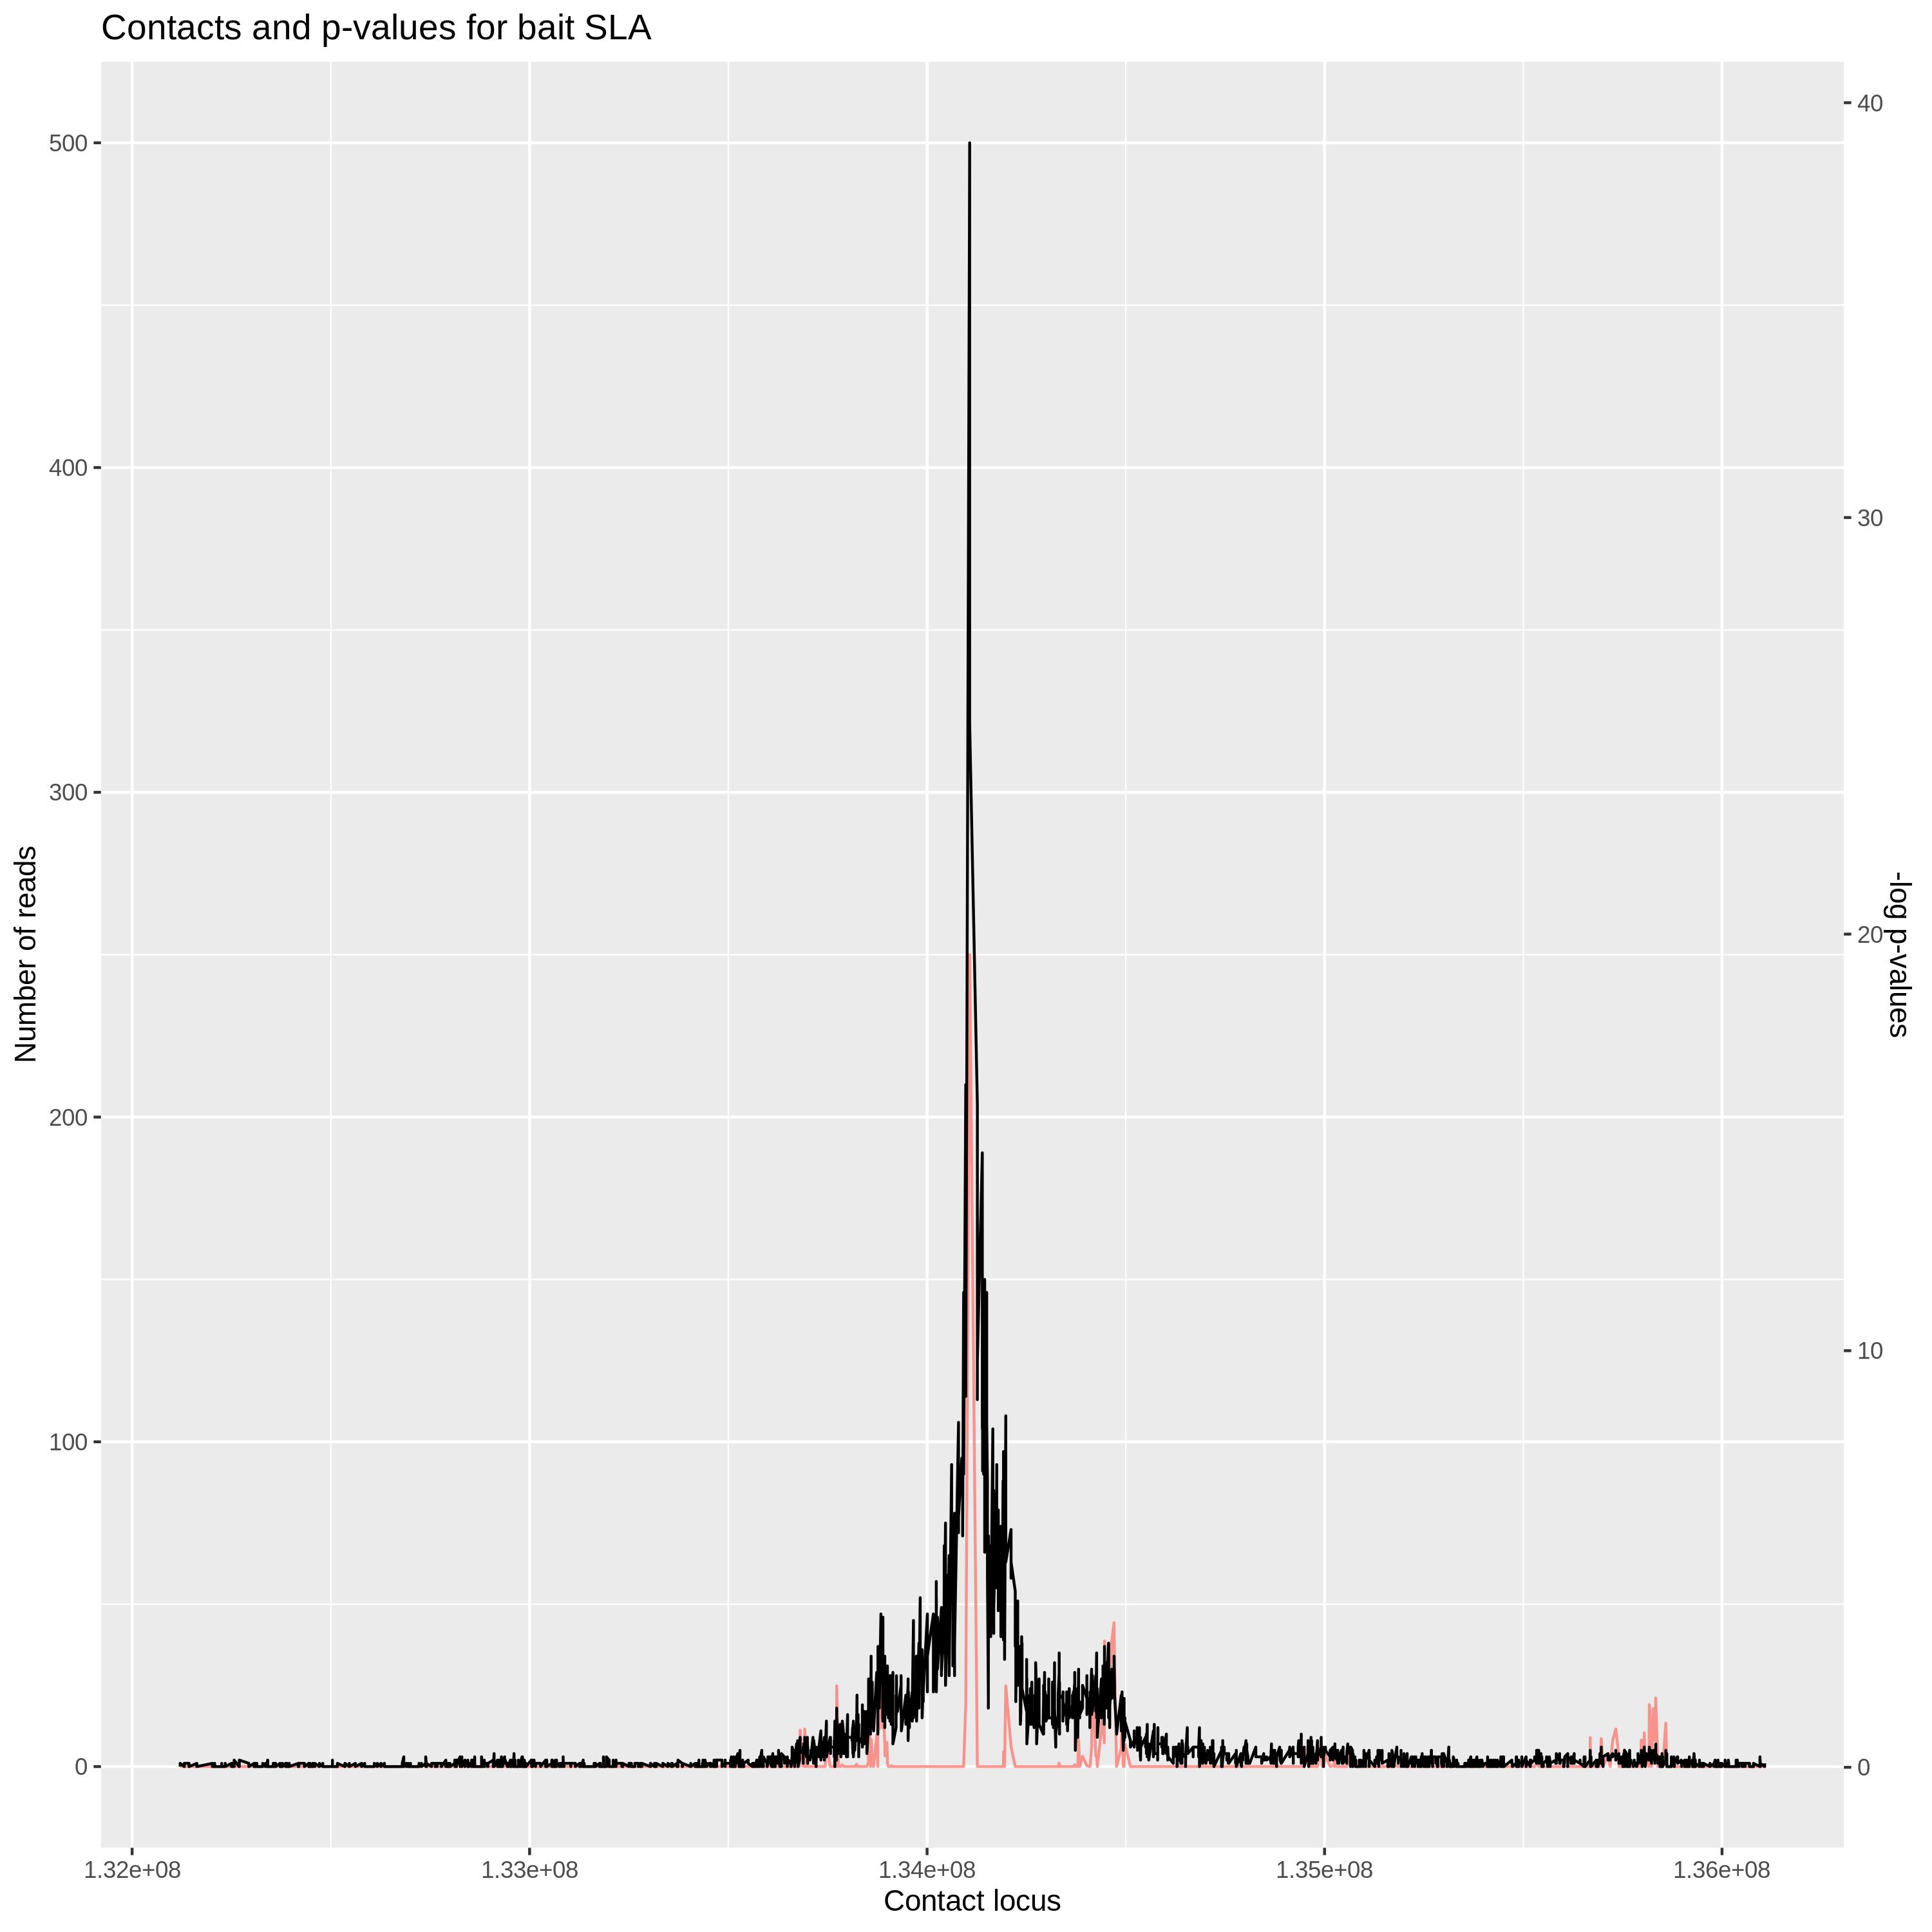 Contacts and p-values for bait SLA
500
400
300
200
100
0
Number of reads
40
30
20
10
0
-log p-values
1.32e+08
1.33e+08
1.34e+08
1.35e+08
1.36e+08
Contact locus